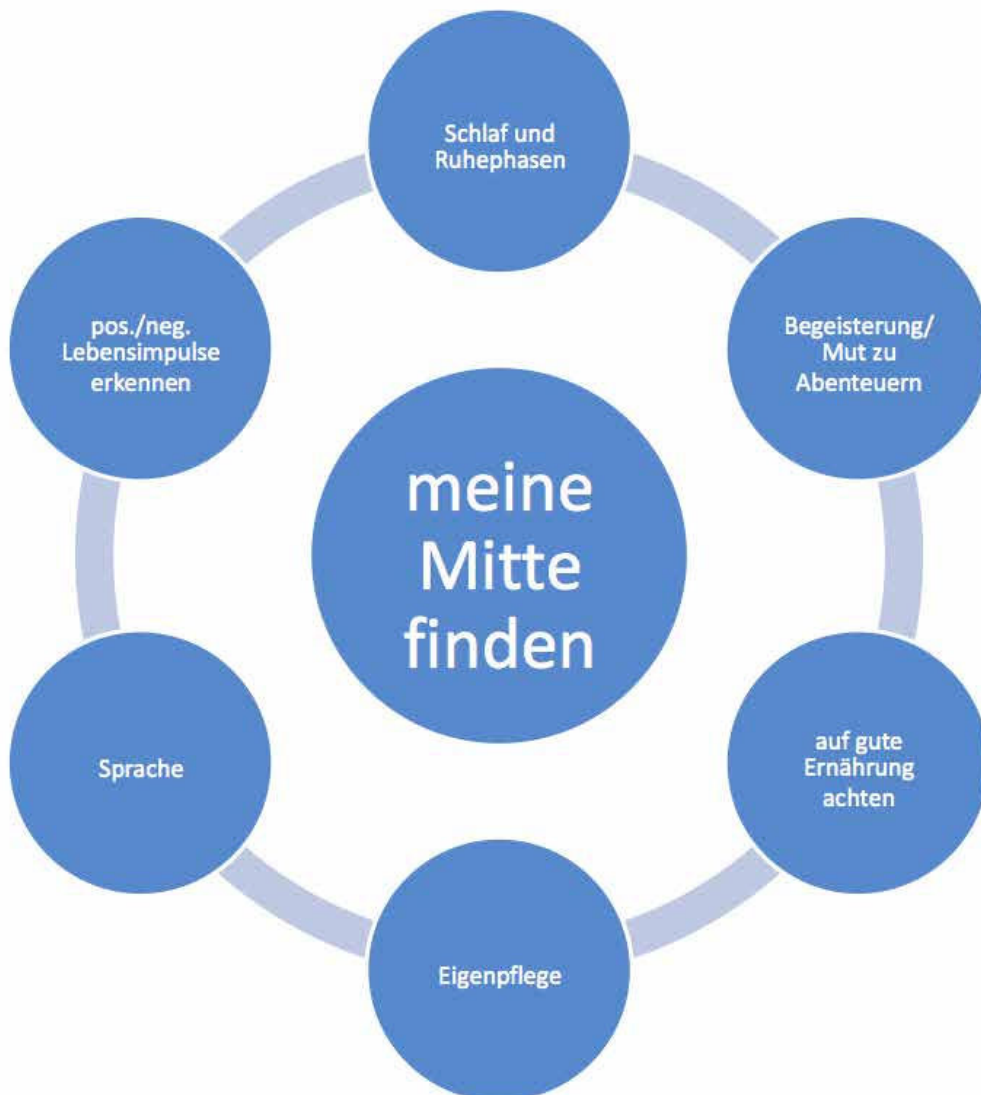 Schlaf und
Ruhephasen
Begeisterung/
Mut zu
Abenteuern
auf gute
Ernährung
achten
Eigenpflege
Sprache
pos./neg.
Lebensimpulse
erkennen
meine
Mitte
finden